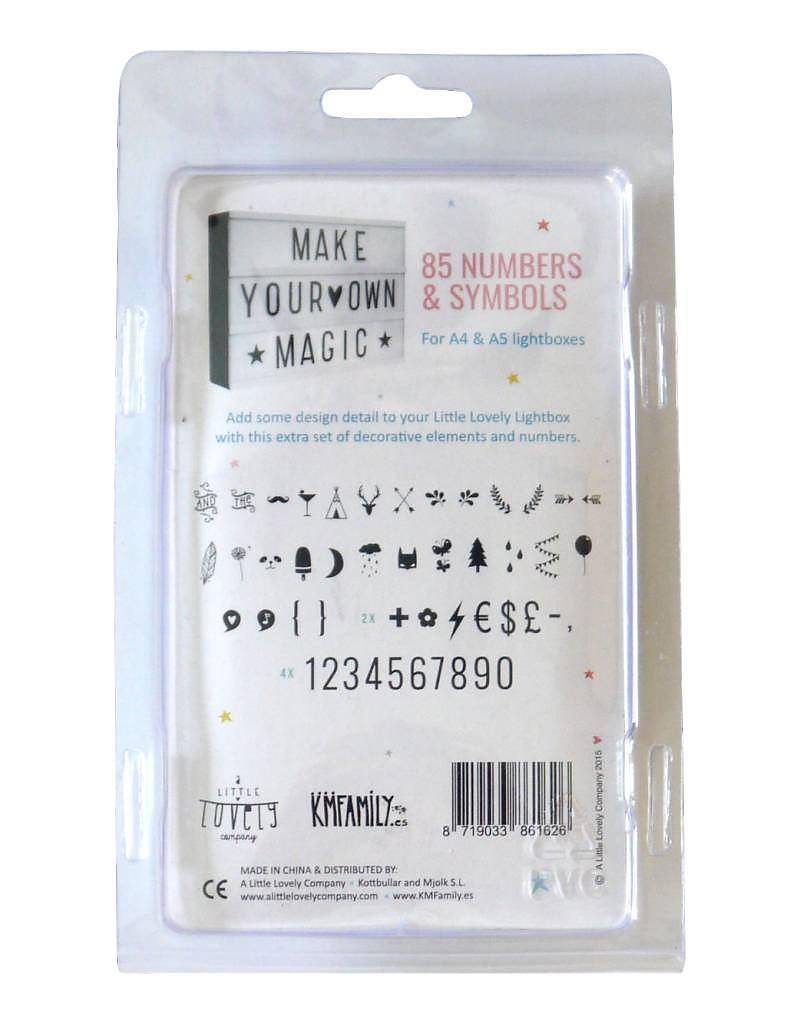 MAKE
YOUR♥OWN
★MAGIC★
85 NUMBERS
& SYMBOLS
For A4 & A5 lightboxes
Add some design detail to your Little Lovely Lightbox
with this extra set of decorative elements and numbers.
AND THE
{ } 2X + € $ £ - ,
4X 1234567890
a
LITTLE
lovely
company
KMFAMILY.es
8 719033 861626
© A Little Lovely Company 2015
CE
MADE IN CHINA & DISTRIBUTED BY:
A Little Lovely Company • Kottbullar and Mjolk S.L.
www.alittlelovelycompany.com • www.KMFamily.es